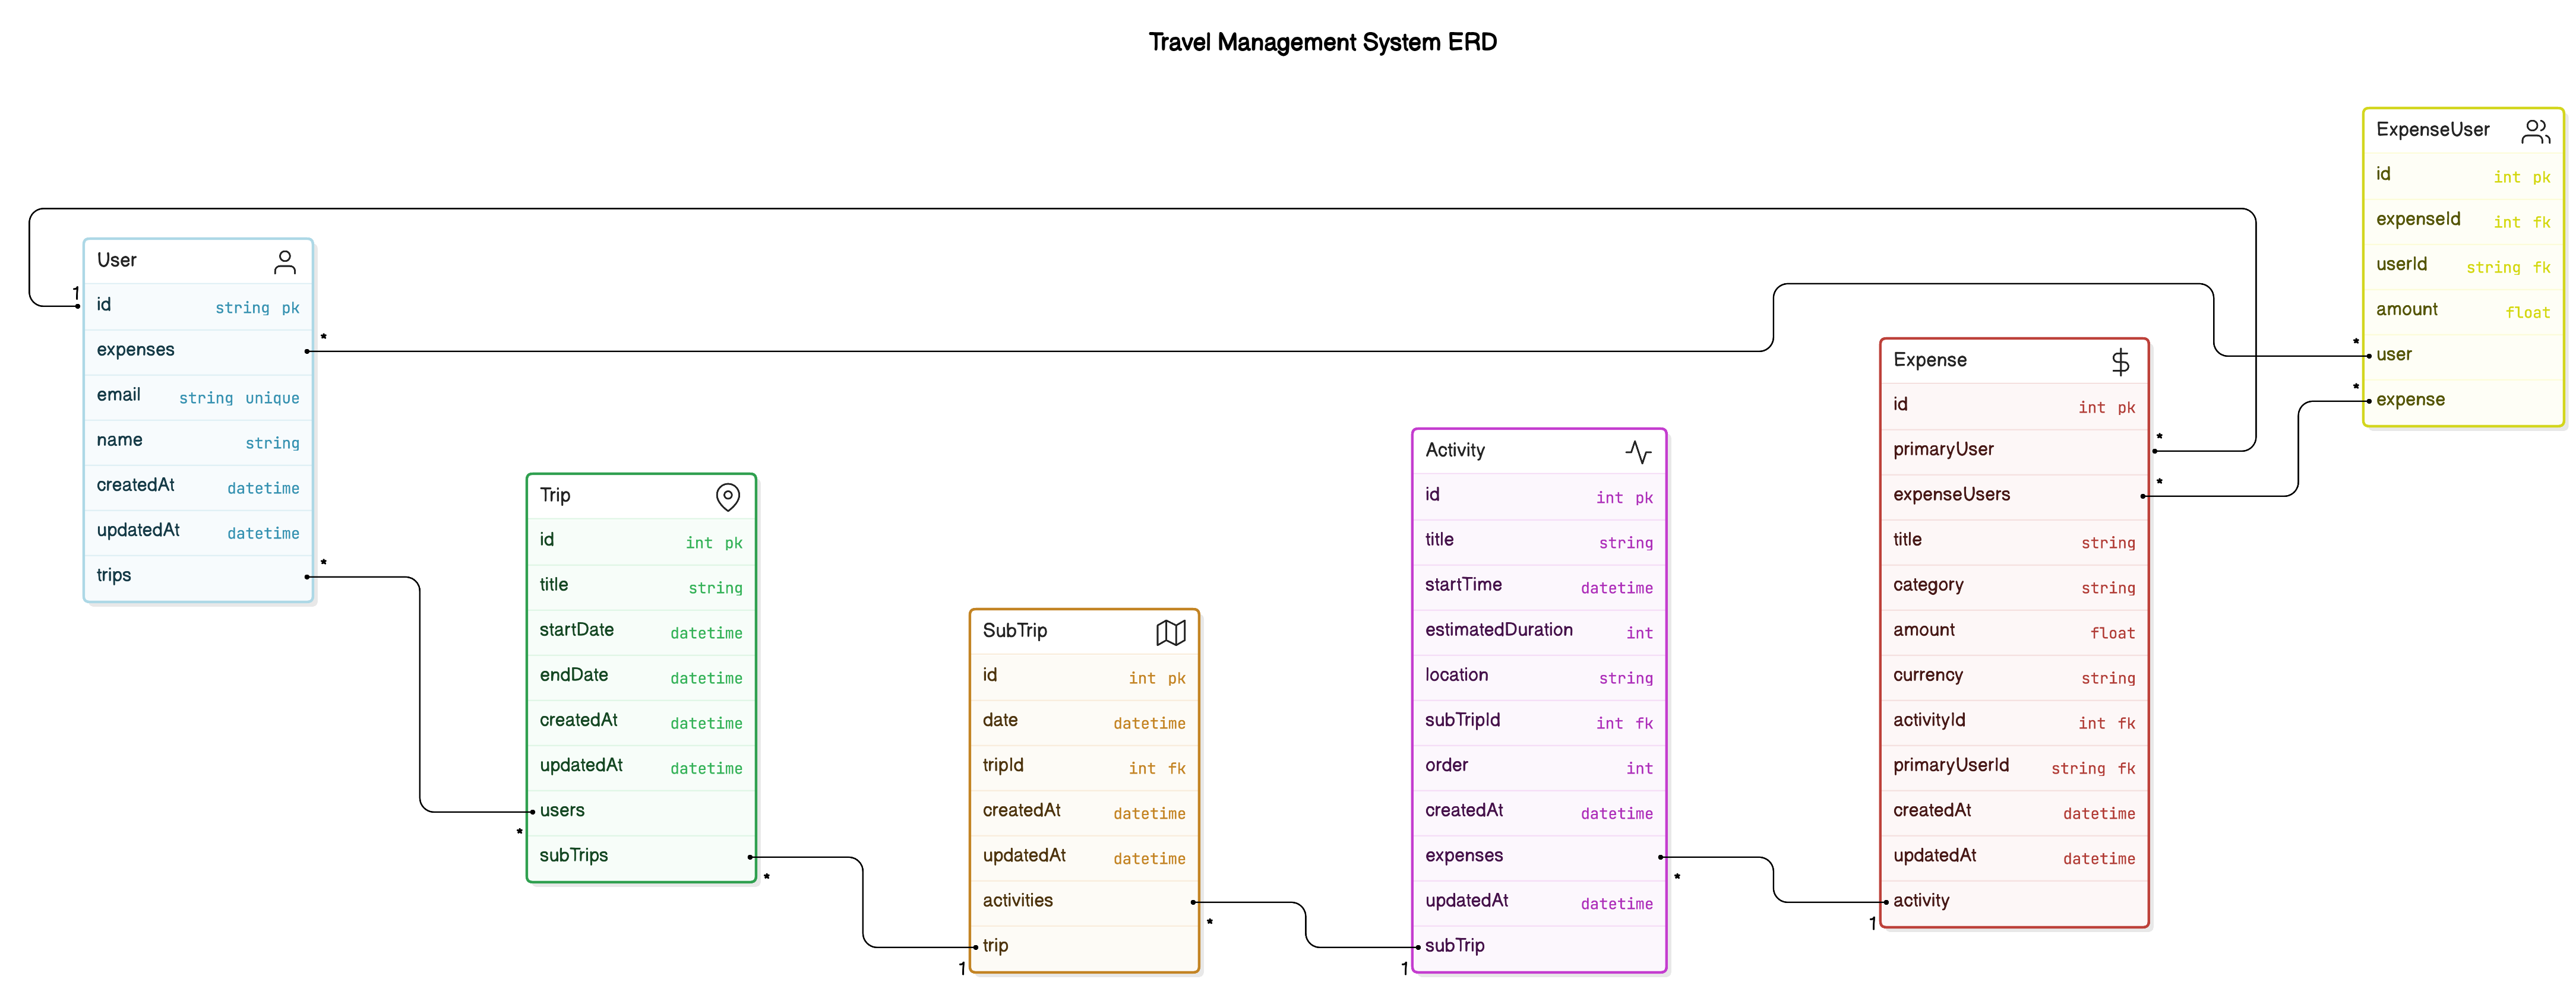 Travel Management System ERD
User
1
id string pk
*
expenses
email string unique
name string
createdAt datetime
updatedAt datetime
*
trips
Trip
id int pk
title string
startDate datetime
endDate datetime
createdAt datetime
updatedAt datetime
users
*
subTrips
*
SubTrip
id int pk
date datetime
tripId int fk
createdAt datetime
updatedAt datetime
activities
*
trip
1
Activity
id int pk
title string
startTime datetime
estimatedDuration int
location string
subTripId int fk
order int
createdAt datetime
expenses
*
updatedAt datetime
subTrip
1
Expense
id int pk
*
primaryUser
*
expenseUsers
title string
category string
amount float
currency string
activityId int fk
primaryUserId string fk
createdAt datetime
updatedAt datetime
activity
1
ExpenseUser
id int pk
expenseId int fk
userId string fk
amount float
*
user
*
expense